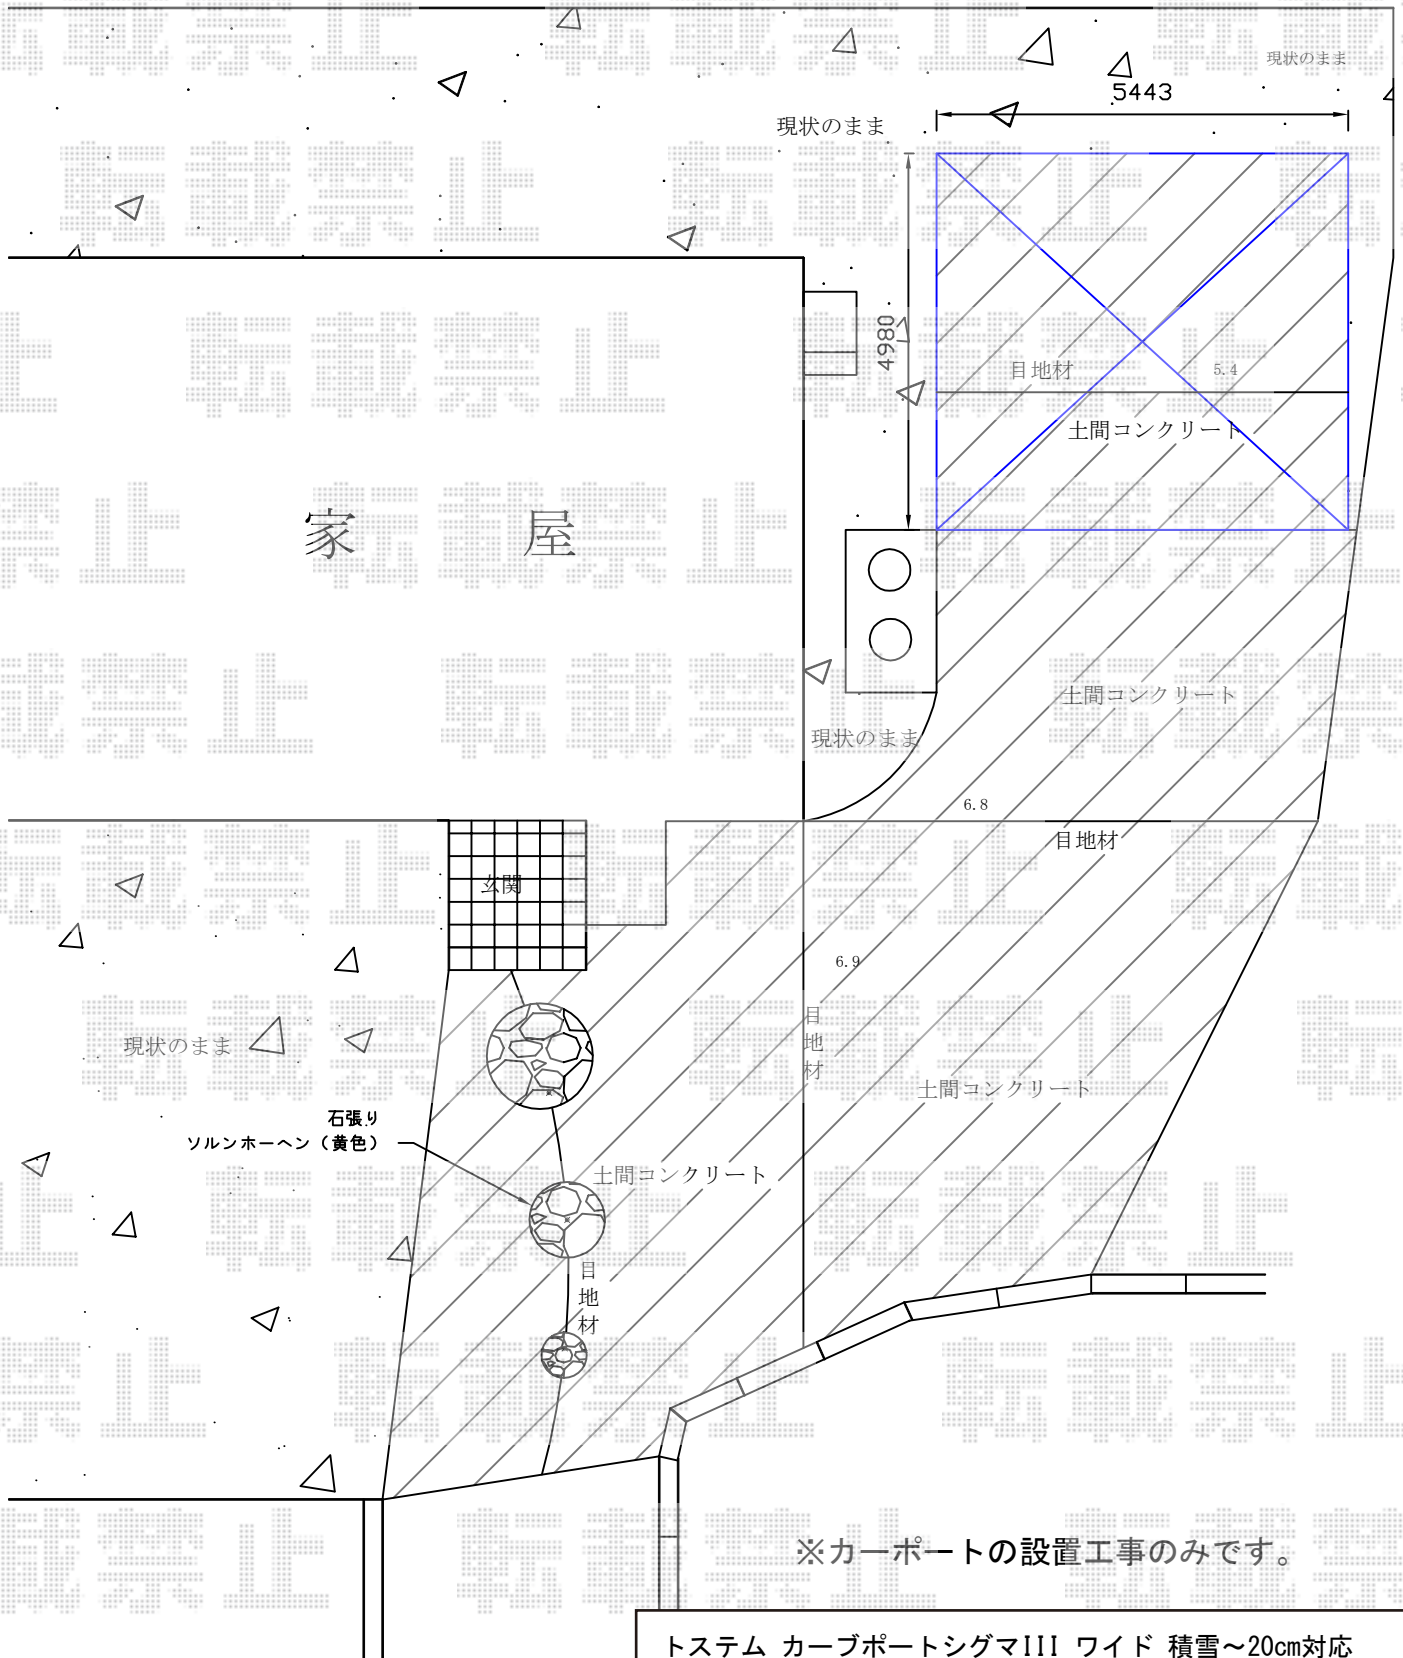 現状のまま
5443
現状のまま
4980
目地材
5.4
土間コンクリート
家 屋
土間コンクリート
現状のまま
6.8
目地材
玄関
6.9
目地材
現状のまま
土間コンクリート
石張り
ソルンホーヘン（黄色）
土間コンクリート
目地材
※カーポートの設置工事のみです。
トステム カーブポートシグマIII ワイド 積雪～20cm対応
転載禁止